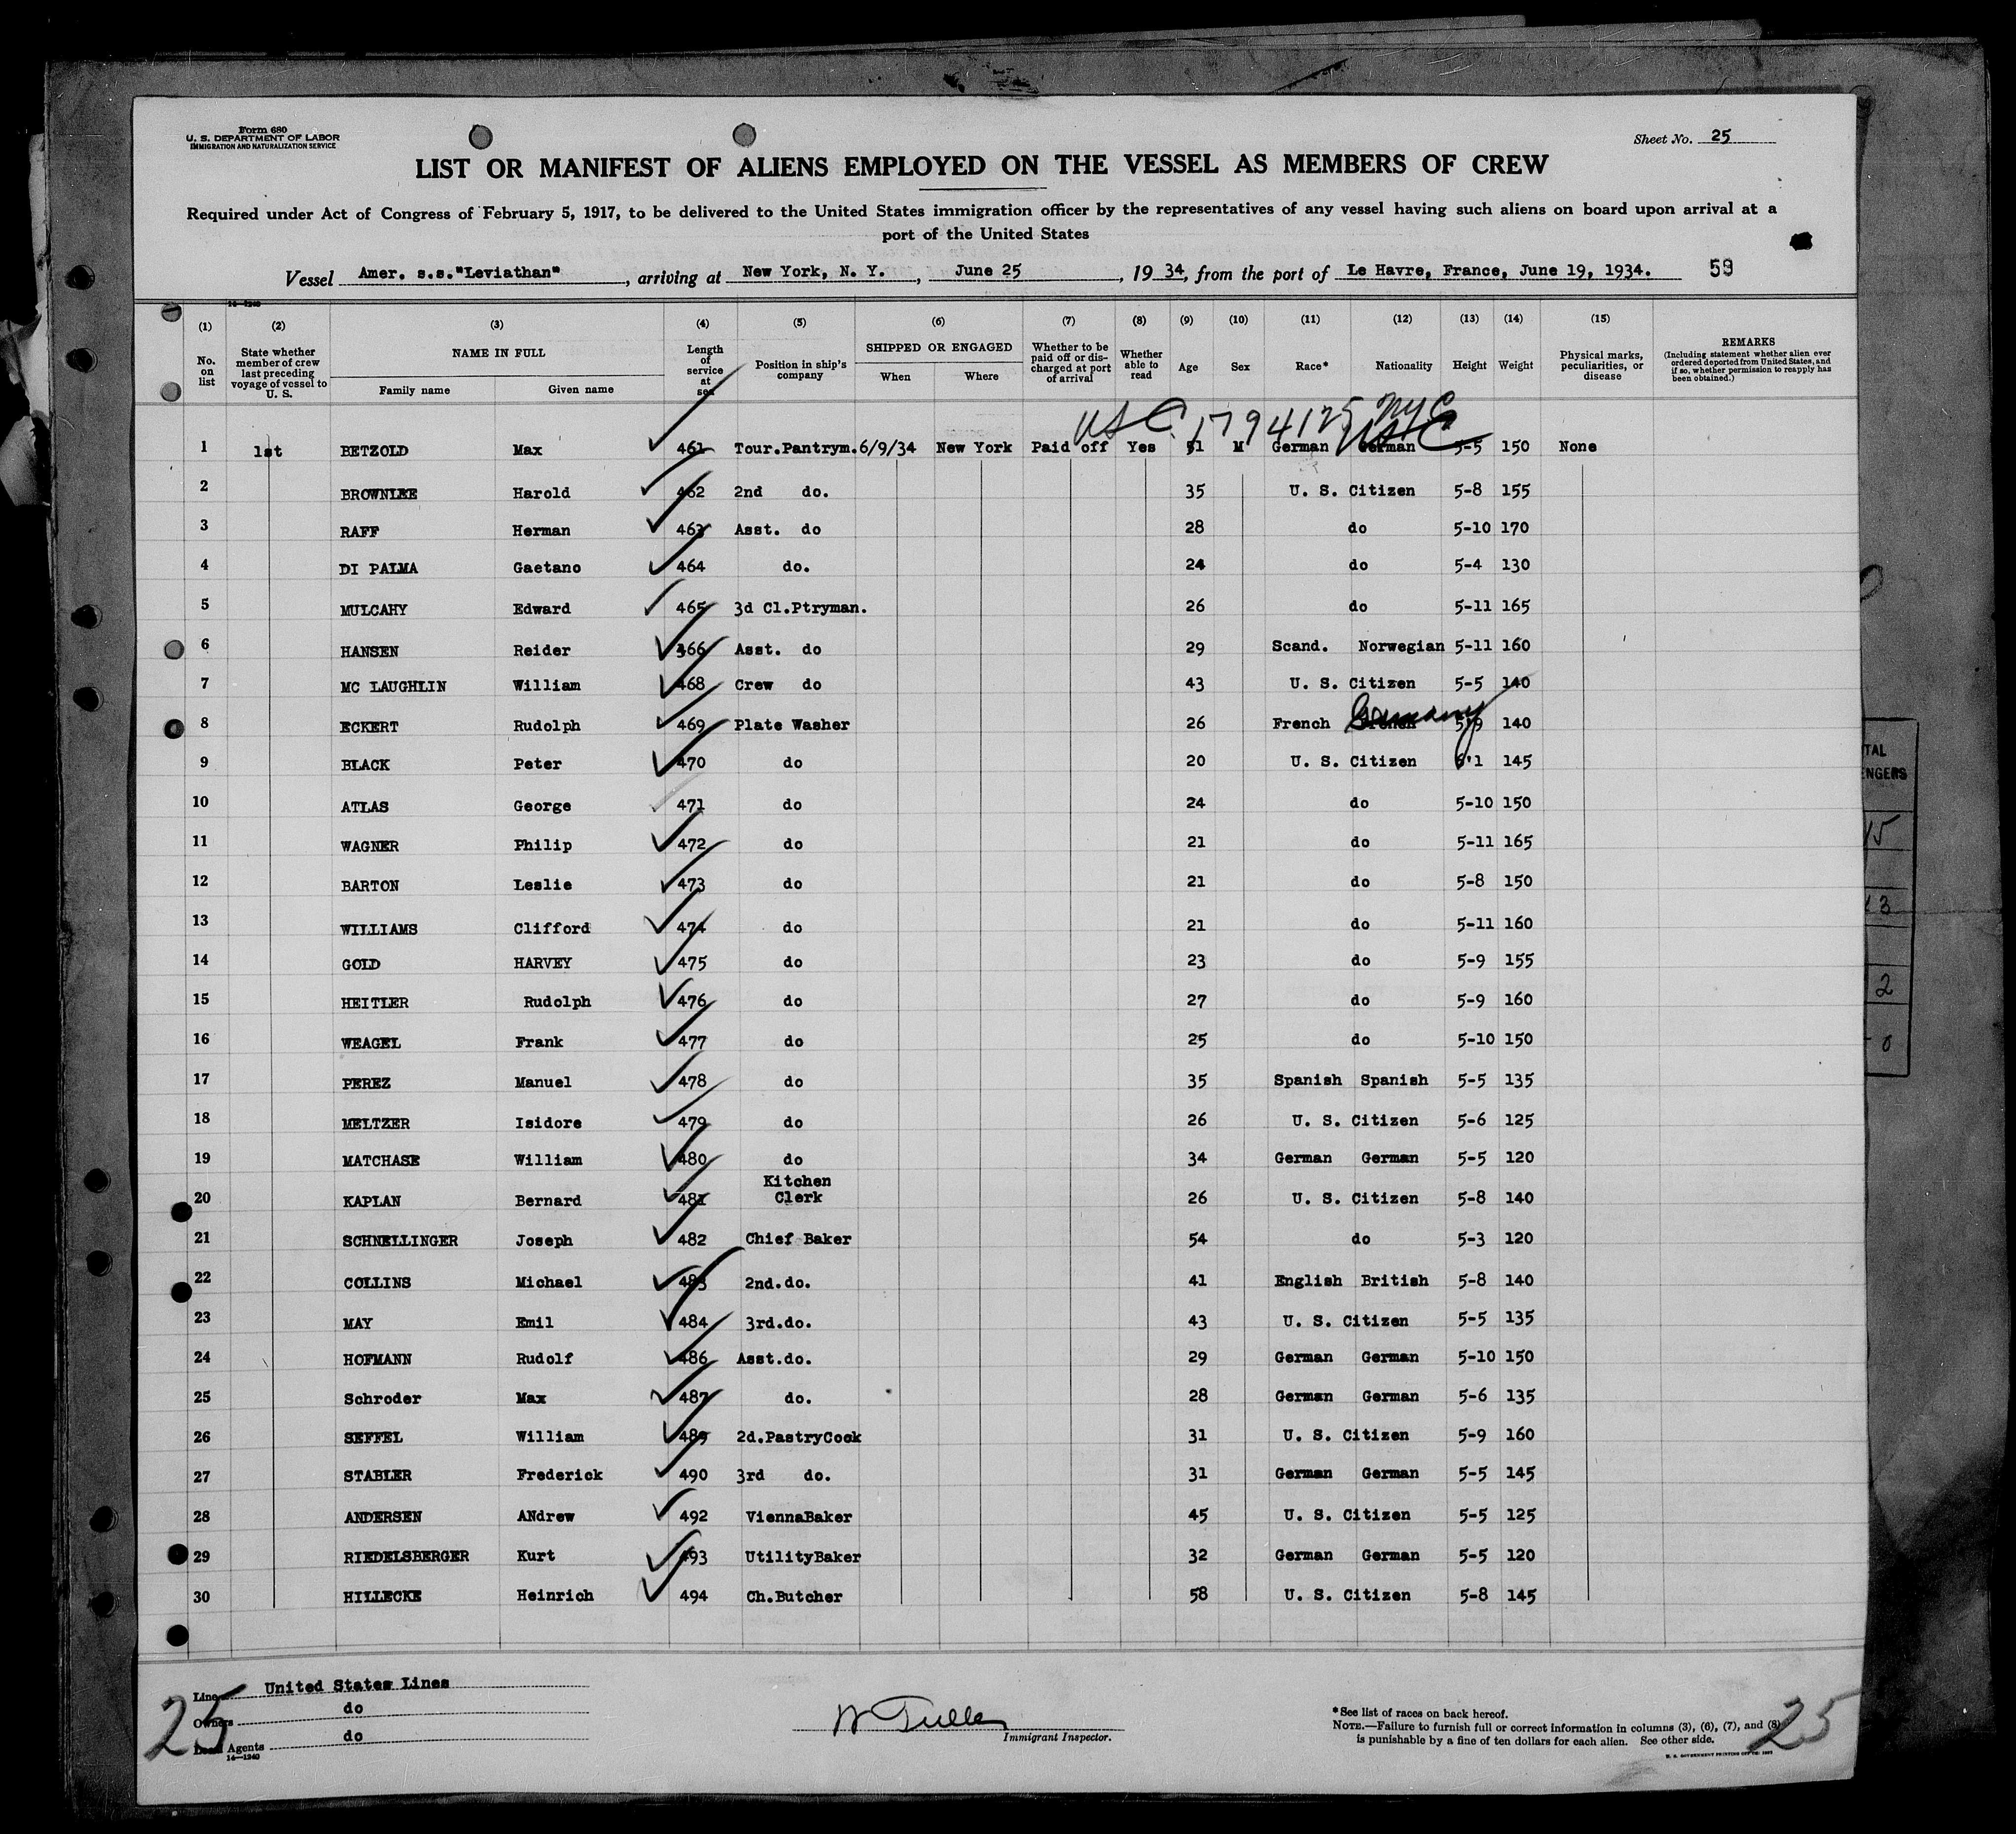 Form 680
U. S. DEPARTMENT OF LABOR
IMMIGRATION AND NATURALIZATION SERVICE
Sheet No. 25
LIST OR MANIFEST OF ALIENS EMPLOYED ON THE VESSEL AS MEMBERS OF CREW
Required under Act of Congress of February 5, 1917, to be delivered to the United States immigration officer by the representatives of any vessel having such aliens on board upon arrival at a
port of the United States
Vessel Amer. s.s."Leviathan", arriving at New York, N. Y., June 25, 1934, from the port of Le Havre, France, June 19, 1934. 59
14—1240
(1) (2) (3) (4) (5) (6) (7) (8) (9) (10) (11) (12) (13) (14) (15)
No. on list State whether member of crew last preceding voyage of vessel to U. S. NAME IN FULL Family name Given name Length of service at sea Position in ship's company SHIPPED OR ENGAGED When Where Whether to be paid off or discharged at port of arrival Whether able to read Age Sex Race* Nationality Height Weight Physical marks, peculiarities, or disease REMARKS (Including statement whether alien ever ordered deported from United States, and if so, whether permission to reapply has been obtained.)
USC 1794125 NYC
USC
1 1st BETZOLD Max 461 Tour.Pantrym. 6/9/34 New York Paid off Yes 51 M German German 5-5 150 None
2 BROWNLEE Harold 462 2nd do. 35 U. S. Citizen 5-8 155
3 RAFF Herman 463 Asst. do 28 do 5-10 170
4 DI PALMA Gaetano 464 do. 24 do 5-4 130
5 MULCAHY Edward 465 3d Cl.Ptryman. 26 do 5-11 165
6 HANSEN Reider 466 Asst. do 29 Scand. Norwegian 5-11 160
7 MC LAUGHLIN William 468 Crew do 43 U. S. Citizen 5-5 140
8 ECKERT Rudolph 469 Plate Washer 26 French Germany 5-9 140
9 BLACK Peter 470 do 20 U. S. Citizen 6'1 145
10 ATLAS George 471 do 24 do 5-10 150
11 WAGNER Philip 472 do 21 do 5-11 165
12 BARTON Leslie 473 do 21 do 5-8 150
13 WILLIAMS Clifford 474 do 21 do 5-11 160
14 GOLD HARVEY 475 do 23 do 5-9 155
15 HEITLER Rudolph 476 do 27 do 5-9 160
16 WEAGEL Frank 477 do 25 do 5-10 150
17 PEREZ Manuel 478 do 35 Spanish Spanish 5-5 135
18 MELTZER Isidore 479 do 26 U. S. Citizen 5-6 125
19 MATCHASE William 480 do 34 German German 5-5 120
20 KAPLAN Bernard 481 Kitchen Clerk 26 U. S. Citizen 5-8 140
21 SCHNELLINGER Joseph 482 Chief Baker 54 do 5-3 120
22 COLLINS Michael 483 2nd.do. 41 English British 5-8 140
23 MAY Emil 484 3rd.do. 43 U. S. Citizen 5-5 135
24 HOFMANN Rudolf 486 Asst.do. 29 German German 5-10 150
25 Schroder Max 487 do. 28 German German 5-6 135
26 SEFFEL William 489 2d.PastryCook 31 U. S. Citizen 5-9 160
27 STABLER Frederick 490 3rd do. 31 German German 5-5 145
28 ANDERSEN ANdrew 492 ViennaBaker 45 U. S. Citizen 5-5 125
29 RIEDELSBERGER Kurt 493 UtilityBaker 32 German German 5-5 120
30 HILLECKE Heinrich 494 Ch.Butcher 58 U. S. Citizen 5-8 145
Line United States Lines
Owners do
Local Agents do
14—1240
25
W Tuller
Immigrant Inspector.
*See list of races on back hereof.
NOTE.—Failure to furnish full or correct information in columns (3), (6), (7), and (8)
is punishable by a fine of ten dollars for each alien. See other side.
25
TAL
ENGERS
15
3
2
0